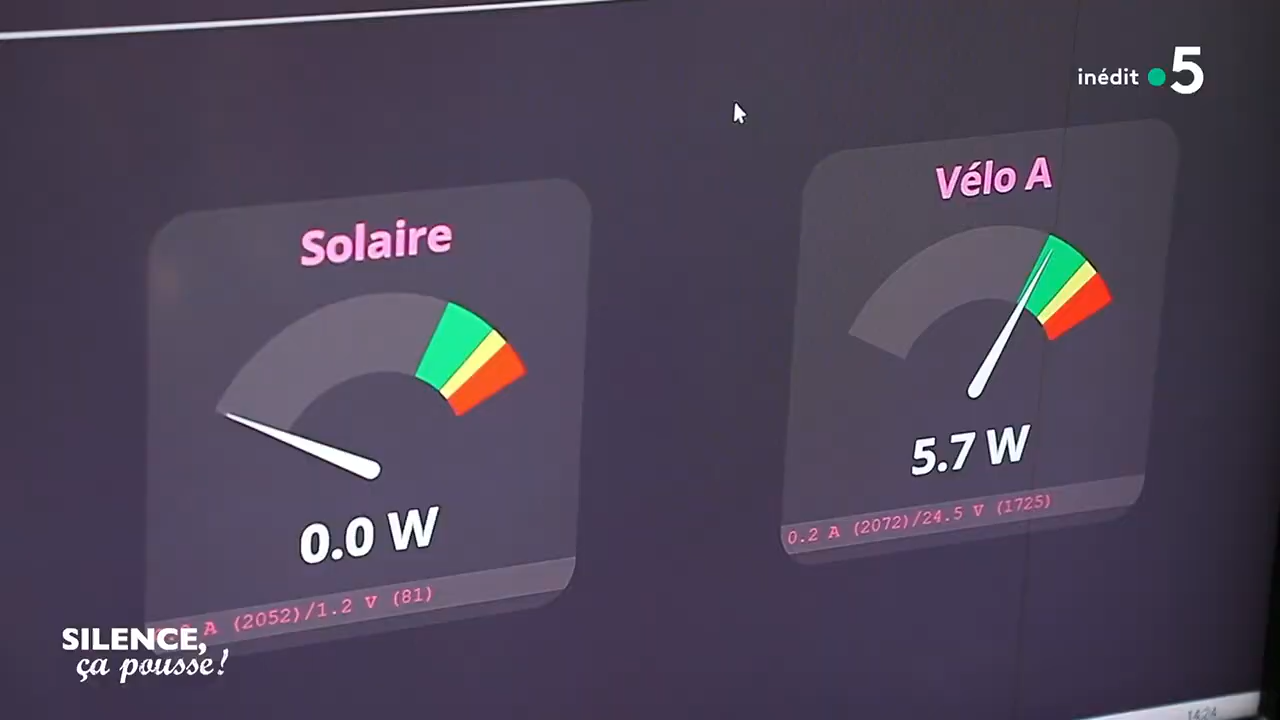 inédit 5
Solaire
0.0 W
A (2052)/1.2 V (81)
Vélo A
5.7 W
0.2 A (2072)/24.5 V (1725)
SILENCE,
ça pousse!